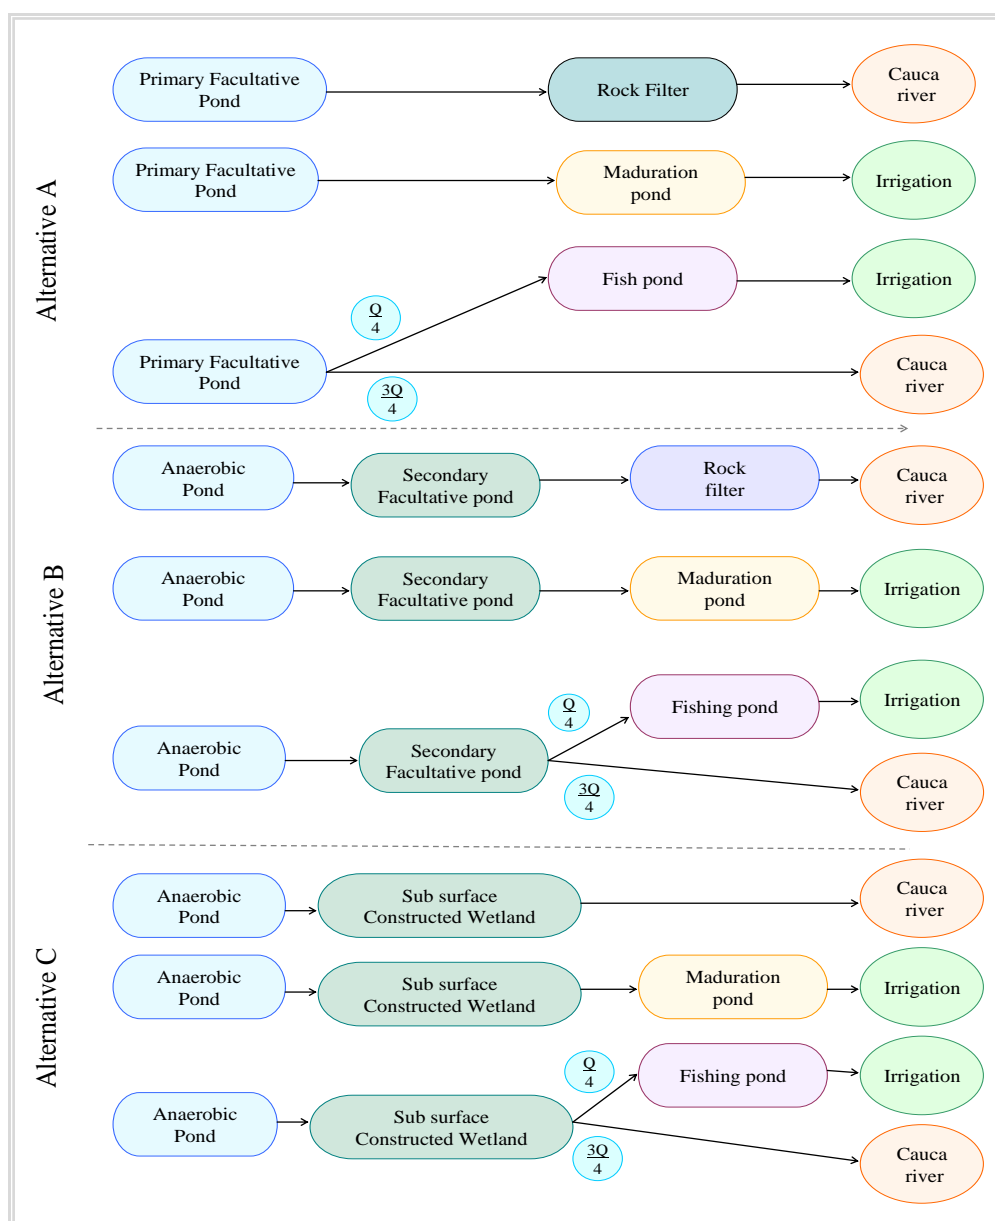 Alternative A
Primary Facultative
Pond
Rock Filter
Cauca
river
Primary Facultative
Pond
Maduration
pond
Irrigation
Fish pond
Irrigation
Q
4
Primary Facultative
Pond
3Q
4
Cauca
river
Alternative B
Anaerobic
Pond
Secondary
Facultative pond
Rock
filter
Cauca
river
Anaerobic
Pond
Secondary
Facultative pond
Maduration
pond
Irrigation
Q
4
Fishing pond
Irrigation
Anaerobic
Pond
Secondary
Facultative pond
3Q
4
Cauca
river
Alternative C
Anaerobic
Pond
Sub surface
Constructed Wetland
Cauca
river
Anaerobic
Pond
Sub surface
Constructed Wetland
Maduration
pond
Irrigation
Q
4
Fishing pond
Irrigation
Anaerobic
Pond
Sub surface
Constructed Wetland
3Q
4
Cauca
river